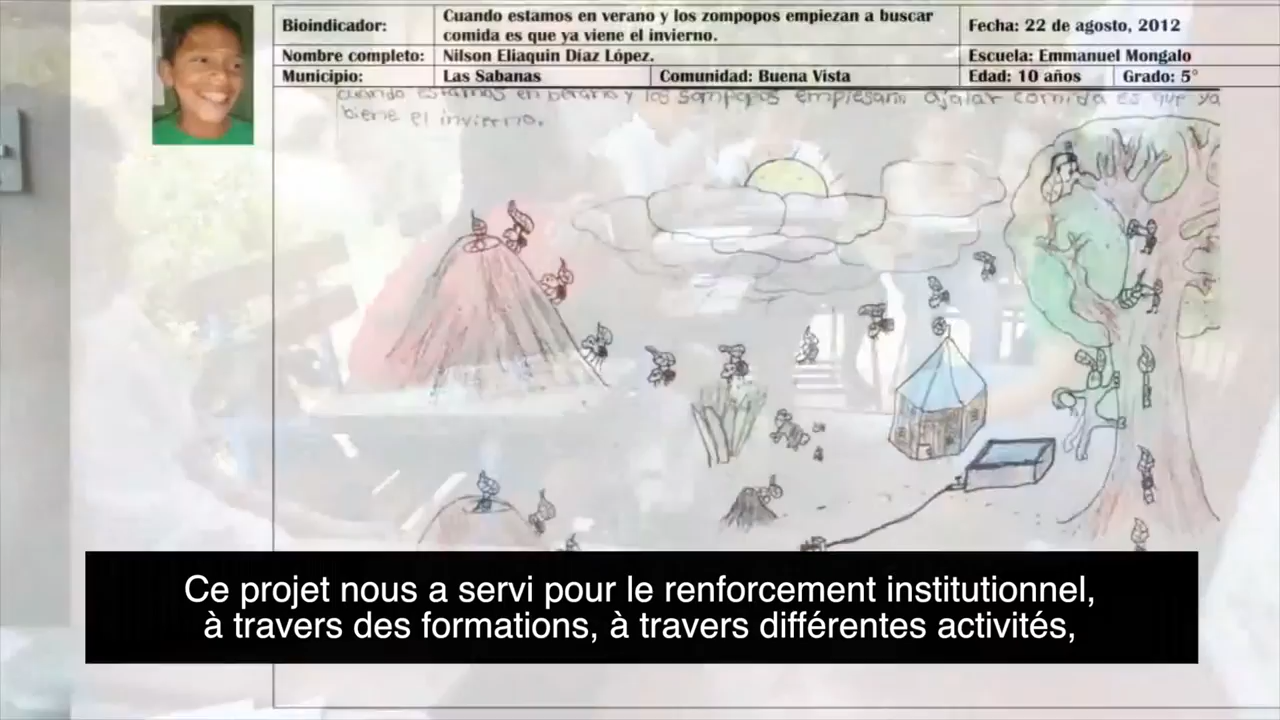 Bioindicador:
Cuando estamos en verano y los zompopos empiezan a buscar
comida es que ya viene el invierno.
Fecha: 22 de agosto, 2012
Nombre completo:
Nilson Eliaquin Díaz López.
Escuela: Emmanuel Mongalo
Municipio:
Las Sabanas
Comunidad: Buena Vista
Edad: 10 años
Grado: 5°
cuando estamos en berano y los sompopos empiesan ajalar comida es que ya
biene el invierno.
Ce projet nous a servi pour le renforcement institutionnel,
à travers des formations, à travers différentes activités,